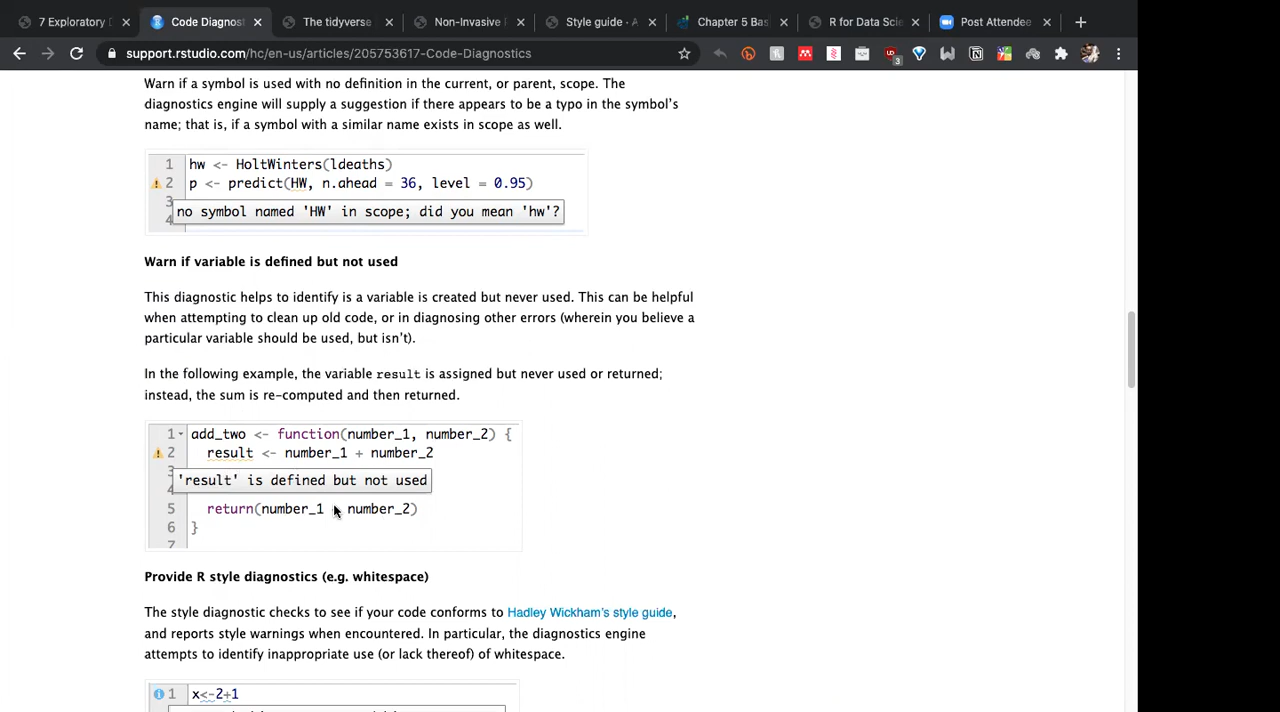 7 Exploratory D
Code Diagnost
The tidyverse
Non-Invasive R
Style guide · A
Chapter 5 Bas
R for Data Scie
Post Attendee
support.rstudio.com/hc/en-us/articles/205753617-Code-Diagnostics
3
Warn if a symbol is used with no definition in the current, or parent, scope. The
diagnostics engine will supply a suggestion if there appears to be a typo in the symbol's
name; that is, if a symbol with a similar name exists in scope as well.
1 hw <- HoltWinters(ldeaths)
2 p <- predict(HW, n.ahead = 36, level = 0.95)
3
no symbol named 'HW' in scope; did you mean 'hw'?
4
Warn if variable is defined but not used
This diagnostic helps to identify is a variable is created but never used. This can be helpful
when attempting to clean up old code, or in diagnosing other errors (wherein you believe a
particular variable should be used, but isn't).
In the following example, the variable result is assigned but never used or returned;
instead, the sum is re-computed and then returned.
1 add_two <- function(number_1, number_2) {
2 result <- number_1 + number_2
3
'result' is defined but not used
4
5 return(number_1 number_2)
6 }
7
Provide R style diagnostics (e.g. whitespace)
The style diagnostic checks to see if your code conforms to Hadley Wickham's style guide,
and reports style warnings when encountered. In particular, the diagnostics engine
attempts to identify inappropriate use (or lack thereof) of whitespace.
1 x<-2+1